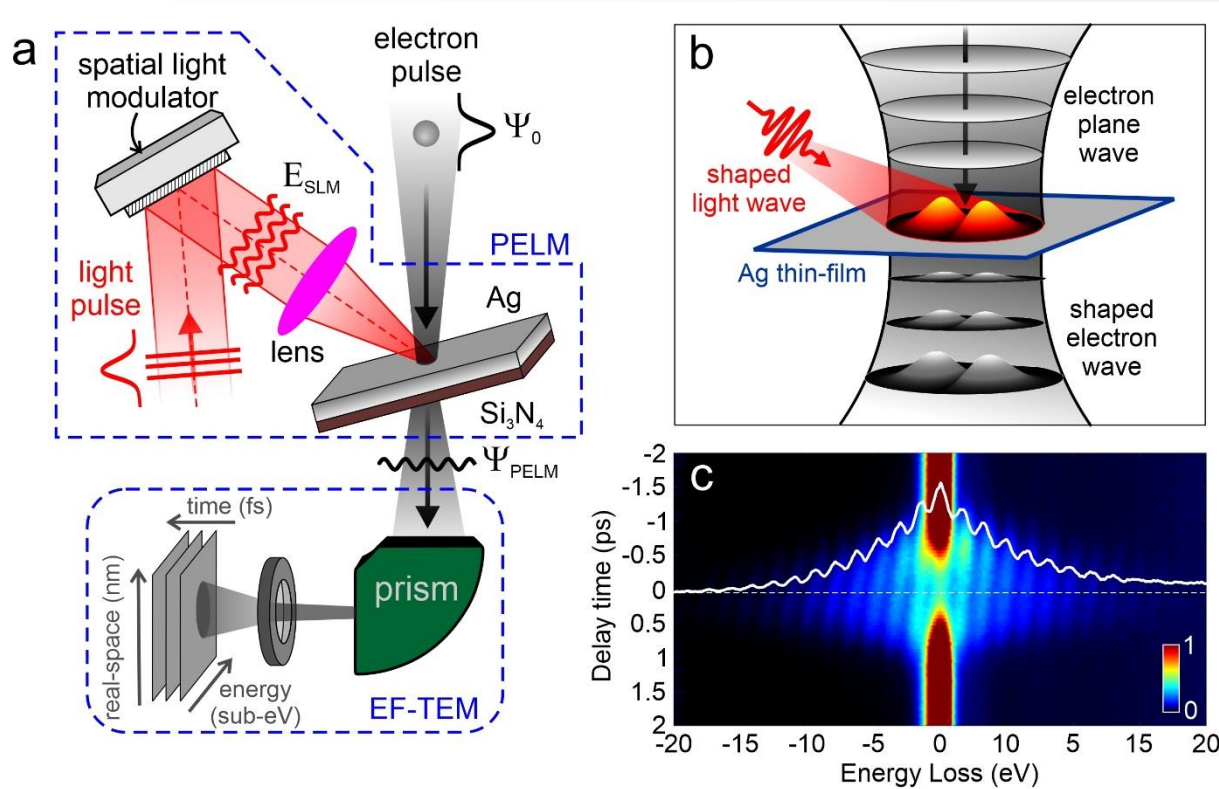 a
spatial light
modulator
electron
pulse
Ψ0
ESLM
PELM
light
pulse
lens
Ag
Si3N4
ΨPELM
time (fs)
real-space (nm)
energy
(sub-eV)
prism
EF-TEM
b
electron
plane
wave
shaped
light wave
Ag thin-film
shaped
electron
wave
c
Delay time (ps)
-2
-1.5
-1
-0.5
0
0.5
1
1.5
2
1
0
-20 -15 -10 -5 0 10 5 15 20
Energy Loss (eV)